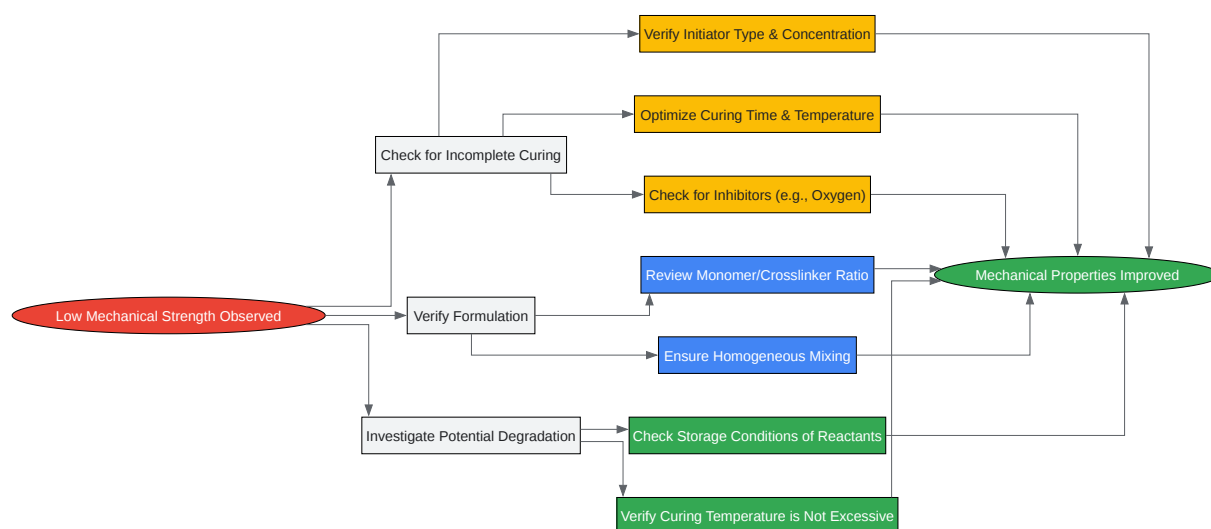 Verify Initiator Type & Concentration
Optimize Curing Time & Temperature
Check for Incomplete Curing
Check for Inhibitors (e.g., Oxygen)
Review Monomer/Crosslinker Ratio
Mechanical Properties Improved
Low Mechanical Strength Observed
Verify Formulation
Ensure Homogeneous Mixing
Investigate Potential Degradation
Check Storage Conditions of Reactants
Verify Curing Temperature is Not Excessive